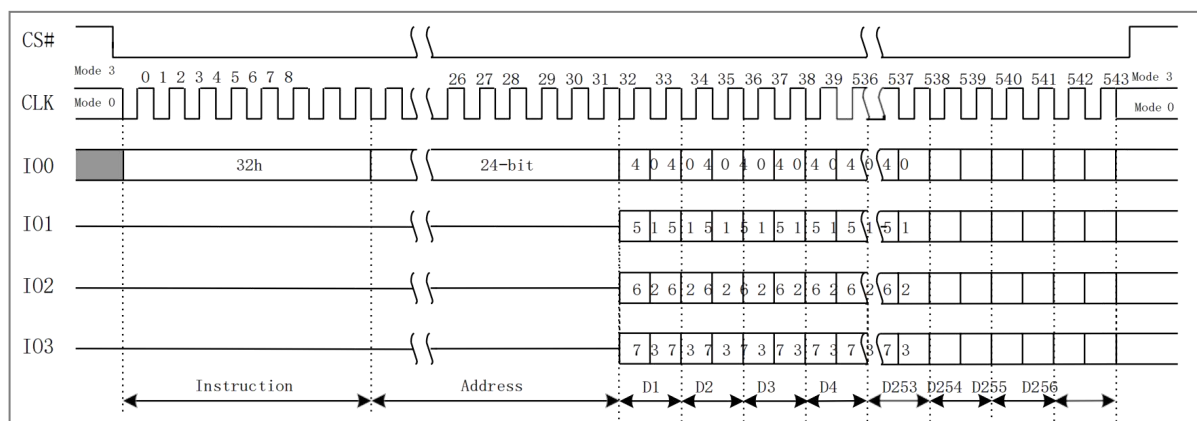 CS#
Mode 3 0 1 2 3 4 5 6 7 8 26 27 28 29 30 31 32 33 34 35 36 37 38 39 536 537 538 539 540 541 542 543 Mode 3
CLK Mode 0 Mode 0
IO0 32h 24-bit 4 0 4 0 4 0 4 0 4 0 4 0 4 0 4 0
IO1 5 1 5 1 5 1 5 1 5 1 5 1 5 1 5 1
IO2 6 2 6 2 6 2 6 2 6 2 6 2 6 2 6 2
IO3 7 3 7 3 7 3 7 3 7 3 7 3 7 3 7 3
Instruction Address D1 D2 D3 D4 D253 D254 D255 D256